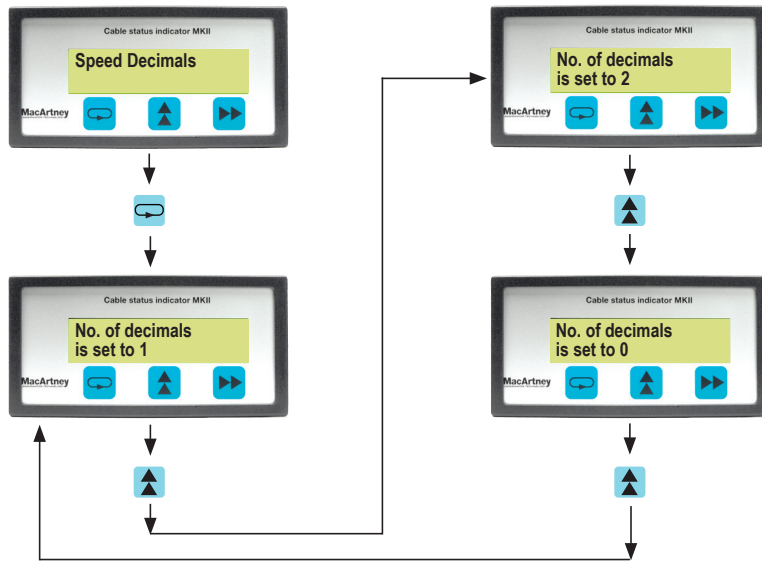 Cable status indicator MKII
Speed Decimals
MacArtney
Cable status indicator MKII
No. of decimals
is set to 2
MacArtney
Cable status indicator MKII
No. of decimals
is set to 1
MacArtney
Cable status indicator MKII
No. of decimals
is set to 0
MacArtney